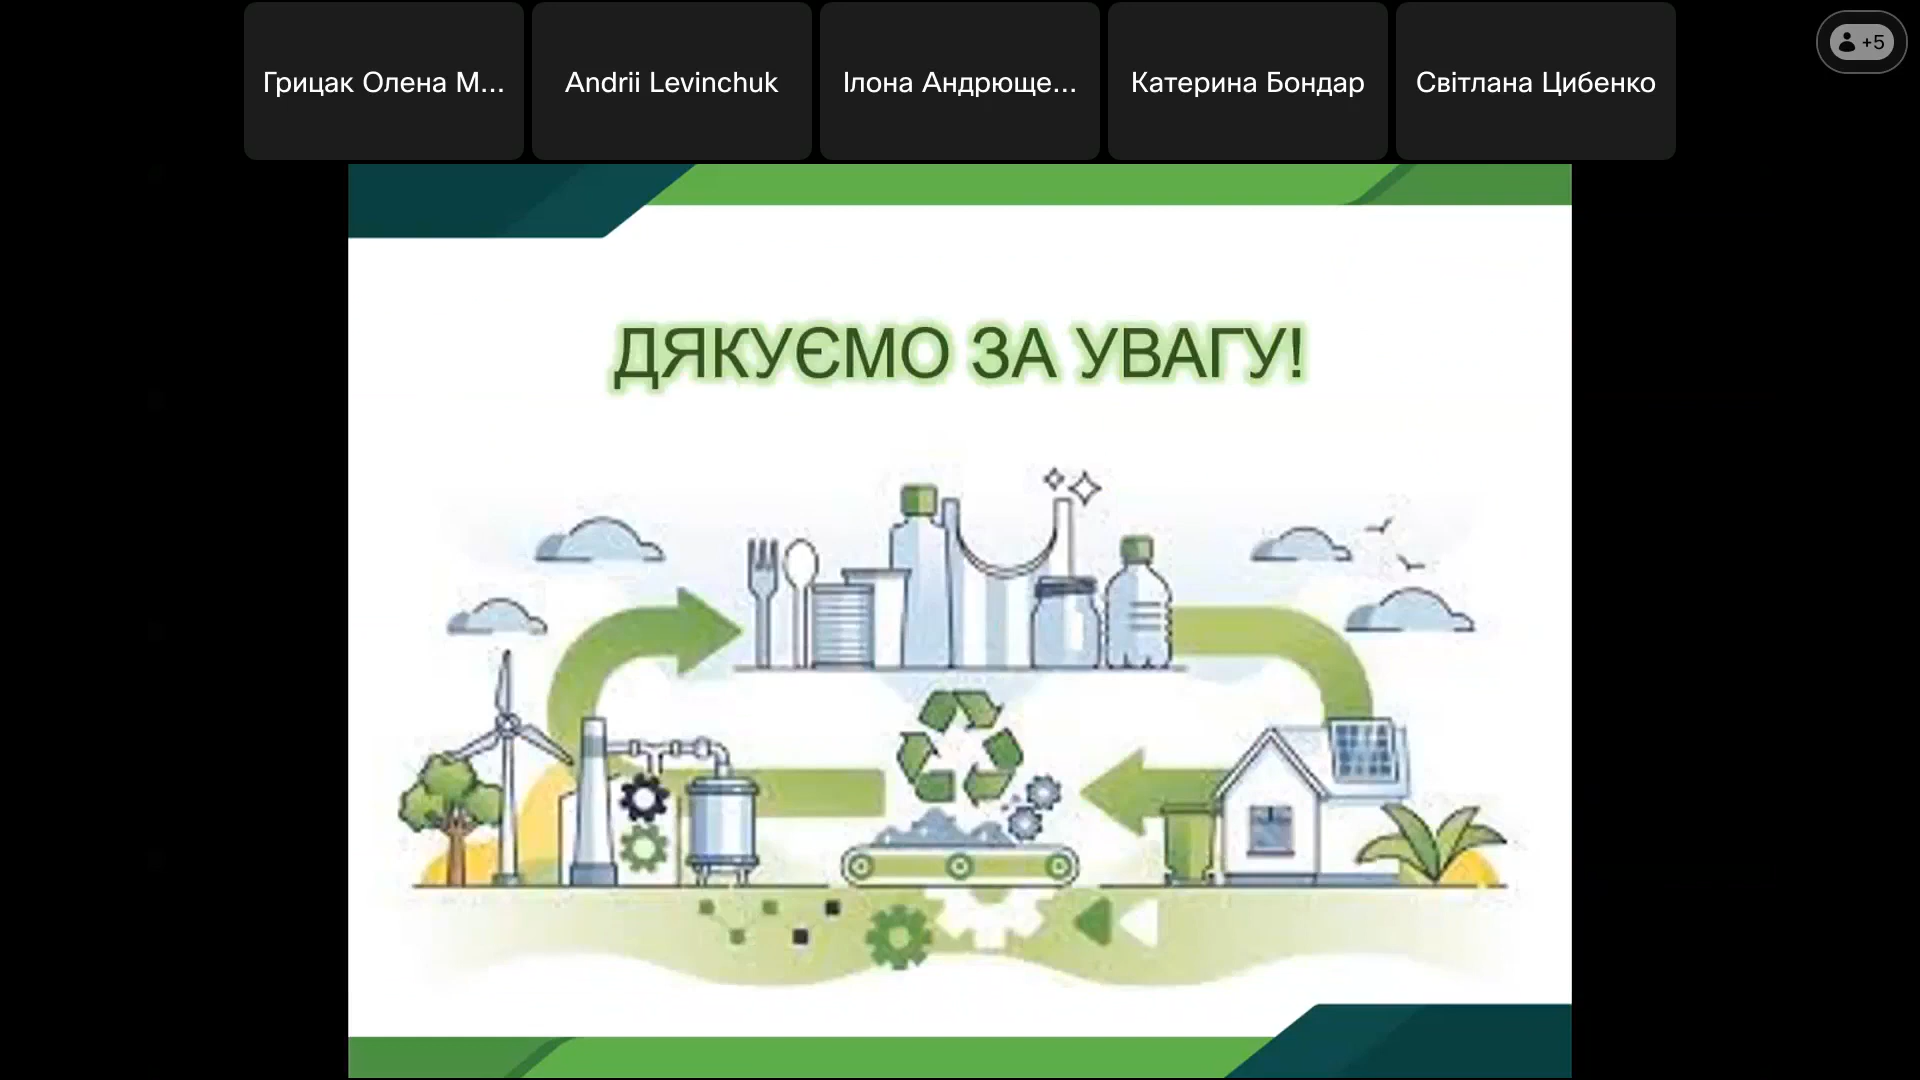 Грицак Олена М...
Andrii Levinchuk
Ілона Андрюще...
Катерина Бондар
Світлана Цибенко
+5
ДЯКУЄМО ЗА УВАГУ!